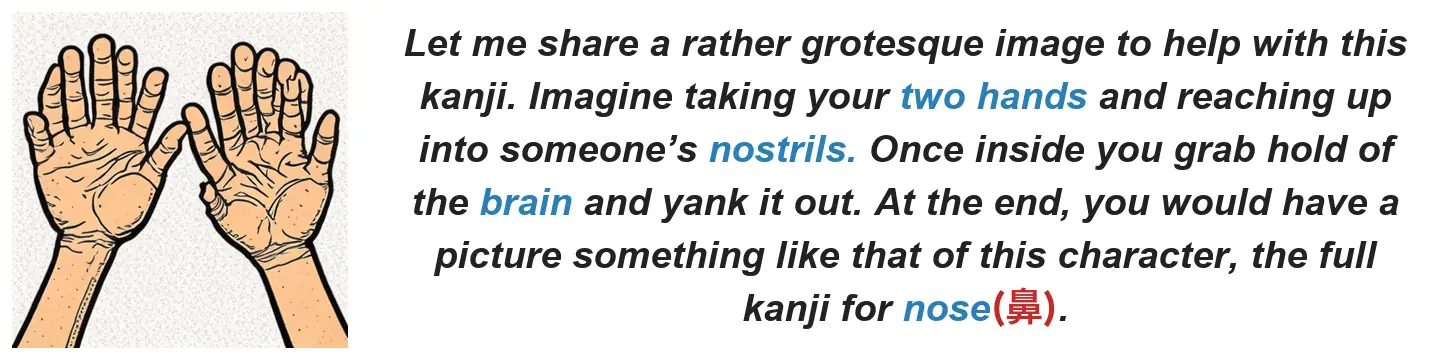 Let me share a rather grotesque image to help with this
kanji. Imagine taking your two hands and reaching up
into someone’s nostrils. Once inside you grab hold of
the brain and yank it out. At the end, you would have a
picture something like that of this character, the full
kanji for nose(鼻).